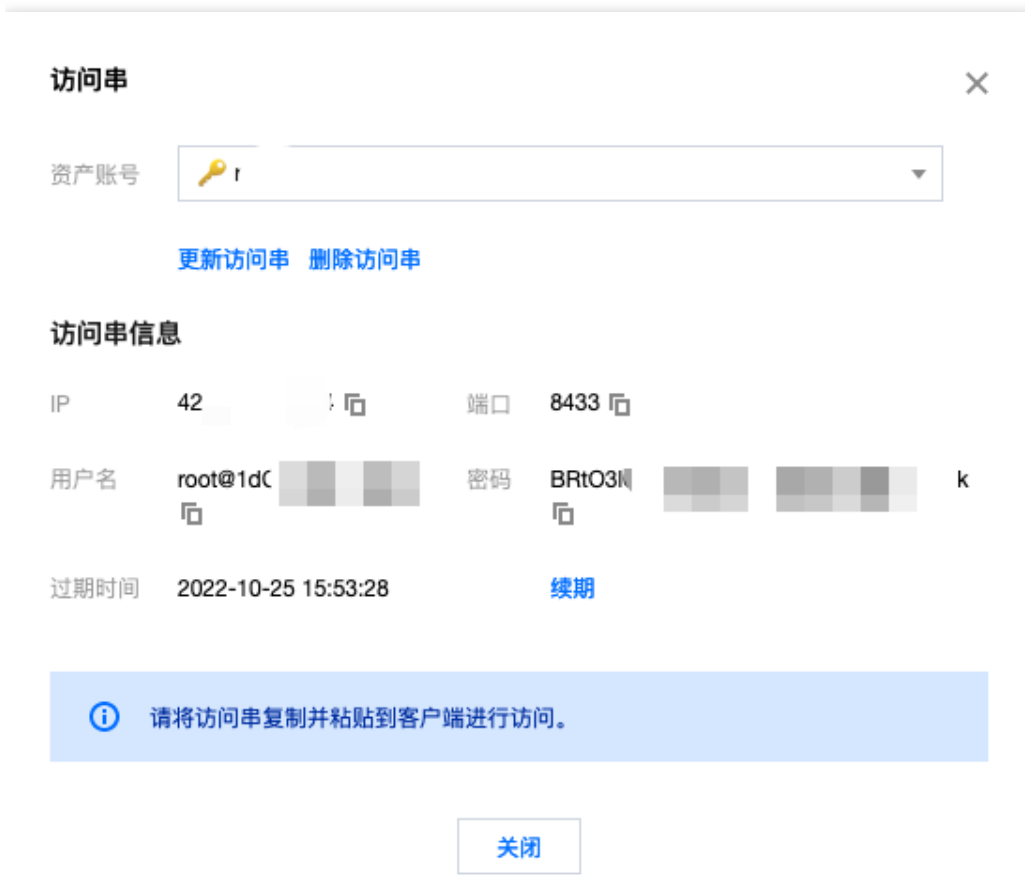 访问串
资产账号
更新访问串 删除访问串
访问串信息
IP 42 端口 8433
用户名 root@1d 密码 BRtO3 k
过期时间 2022-10-25 15:53:28 续期
请将访问串复制并粘贴到客户端进行访问。
关闭